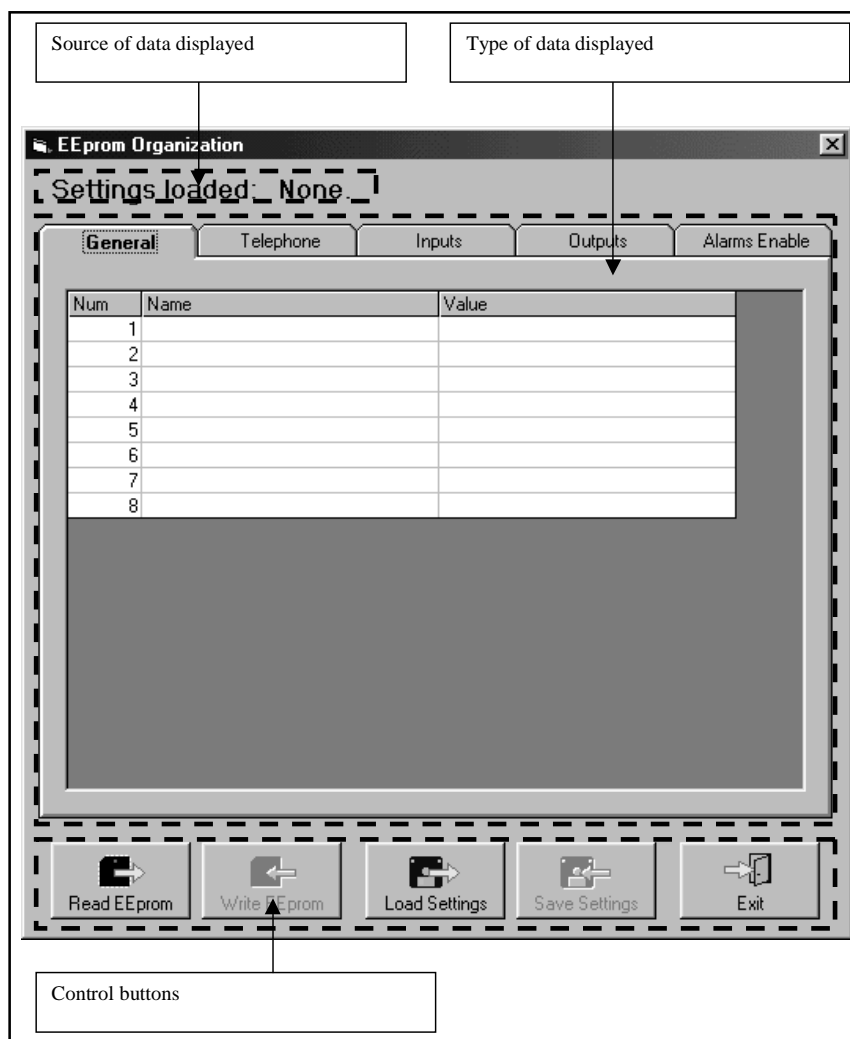 Source of data displayed
Type of data displayed
EEprom Organization
Settings loaded: None.
General Telephone Inputs Outputs Alarms Enable
Num Name Value
1
2
3
4
5
6
7
8
Read EEprom Write EEprom Load Settings Save Settings Exit
Control buttons